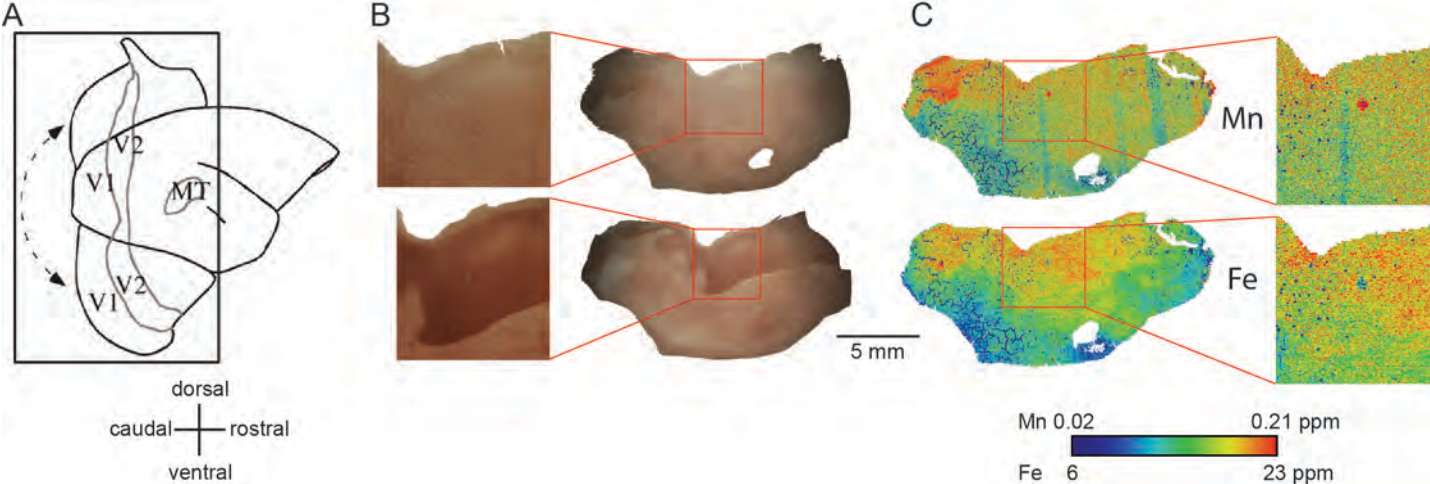 A
B
C
V2
V1
MT
V2
V1
dorsal
caudal
rostral
ventral
5 mm
Mn
Fe
Mn 0.02 0.21 ppm
Fe 6 23 ppm